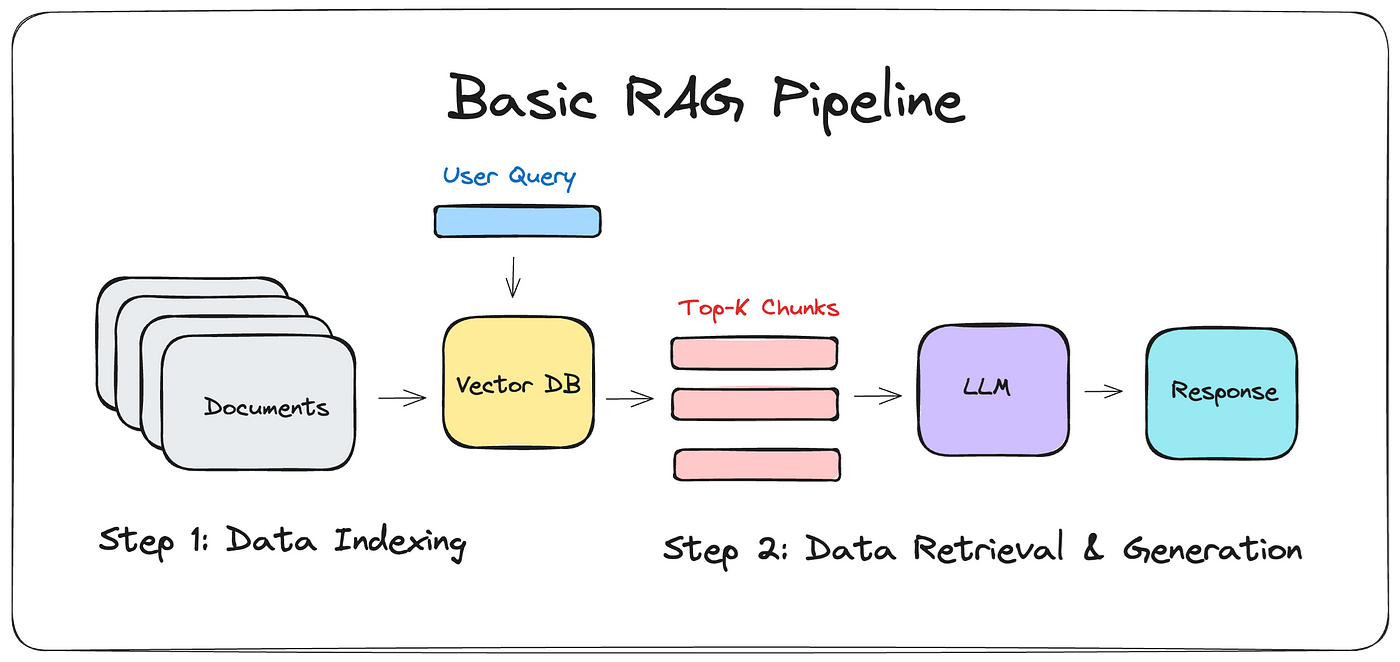 Basic RAG Pipeline
User Query
Top-K Chunks
Documents
Vector DB
LLM
Response
Step 1: Data Indexing
Step 2: Data Retrieval & Generation